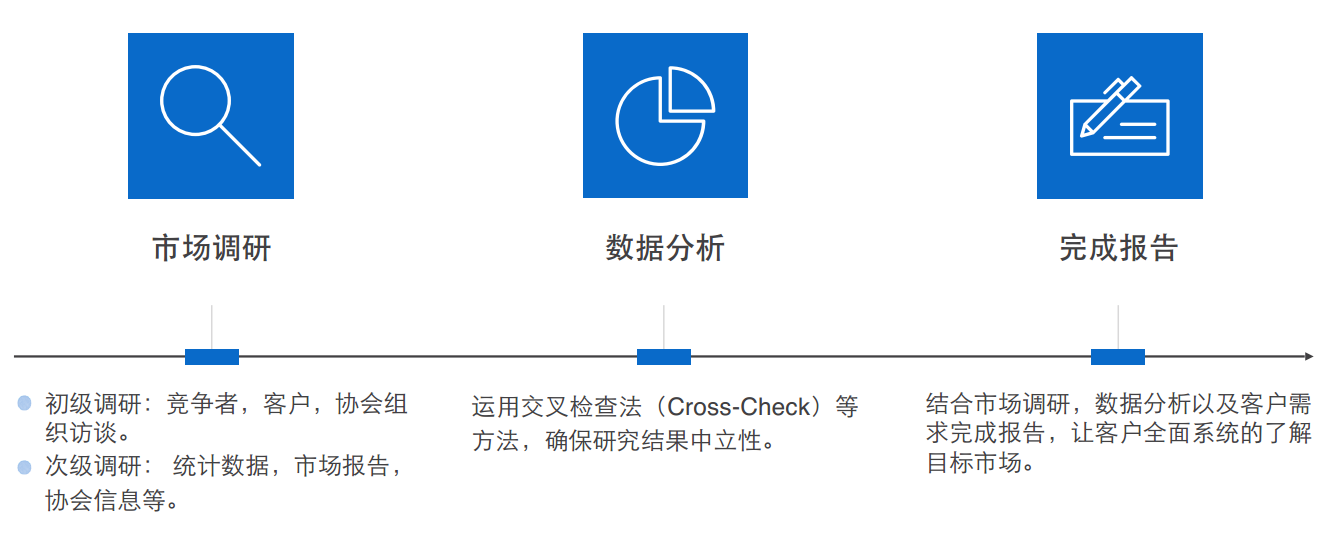 市场调研
数据分析
完成报告
初级调研：竞争者，客户，协会组
织访谈。
次级调研： 统计数据，市场报告，
协会信息等。
运用交叉检查法（Cross-Check）等
方法，确保研究结果中立性。
结合市场调研，数据分析以及客户需
求完成报告，让客户全面系统的了解
目标市场。